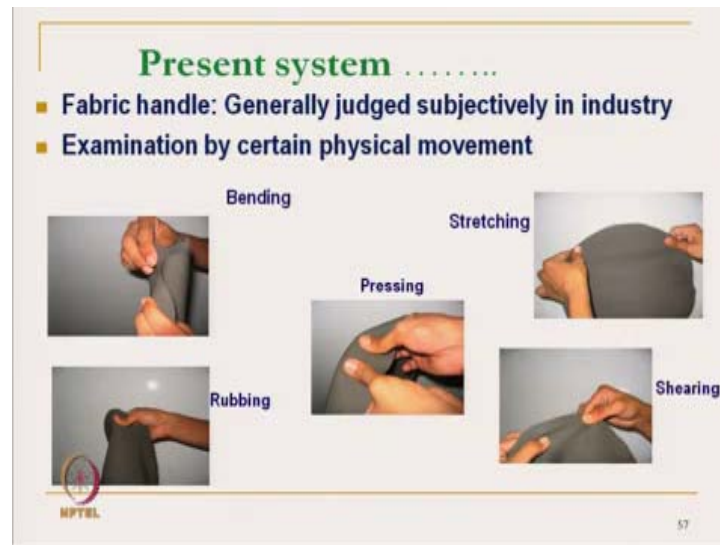 Present system ........
Fabric handle: Generally judged subjectively in industry
Examination by certain physical movement
Bending
Stretching
Pressing
Rubbing
Shearing
NPTEL
57